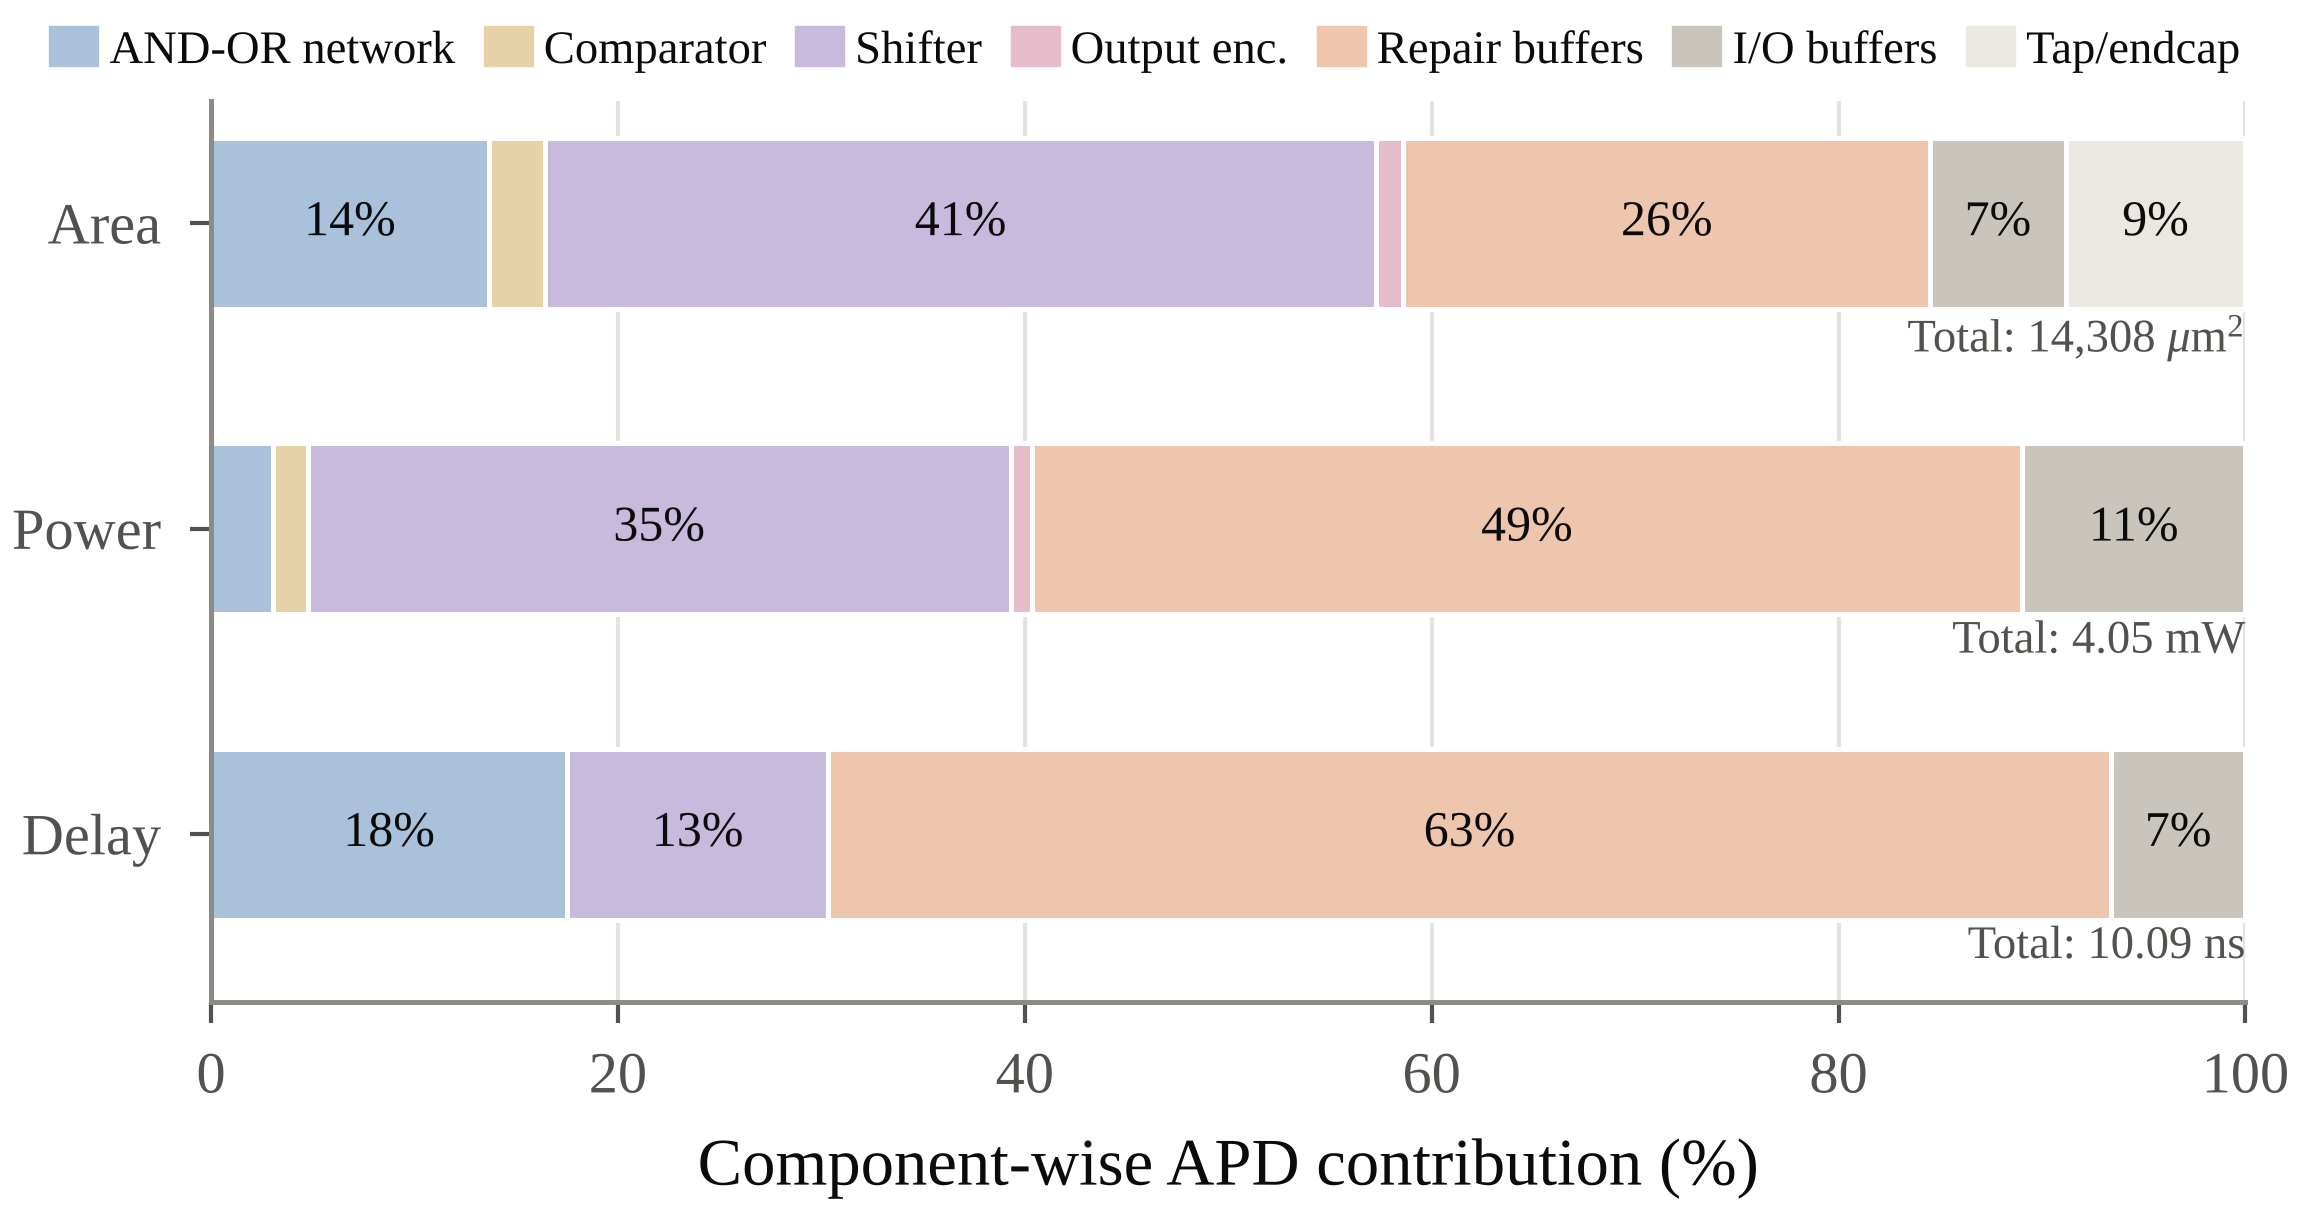 AND-OR network Comparator Shifter Output enc. Repair buffers I/O buffers Tap/endcap
Area 14% 41% 26% 7% 9%
Total: 14,308 μm²
Power 35% 49% 11%
Total: 4.05 mW
Delay 18% 13% 63% 7%
Total: 10.09 ns
0 20 40 60 80 100
Component-wise APD contribution (%)